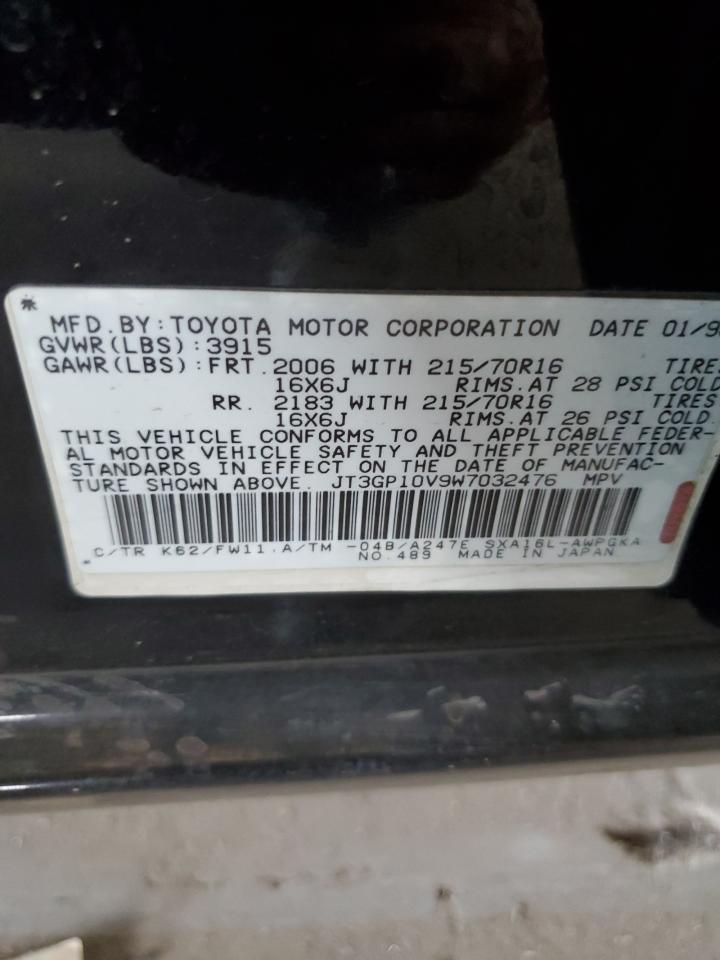 MFD.BY:TOYOTA MOTOR CORPORATION DATE 01/9
GVWR(LBS):3915
GAWR(LBS):FRT.2006 WITH 215/70R16 TIRE
16X6J RIMS.AT 28 PSI COLD
RR. 2183 WITH 215/70R16 TIRES
16X6J RIMS.AT 26 PSI COLD.
THIS VEHICLE CONFORMS TO ALL APPLICABLE FEDER-
AL MOTOR VEHICLE SAFETY AND THEFT PREVENTION
STANDARDS IN EFFECT ON THE DATE OF MANUFAC-
TURE SHOWN ABOVE. JT3GP10V9W7032476 MPV
C/TR K62/FW11.A/TM -04B/A247E SXA16L-AWPGKA
NO.489 MADE IN JAPAN